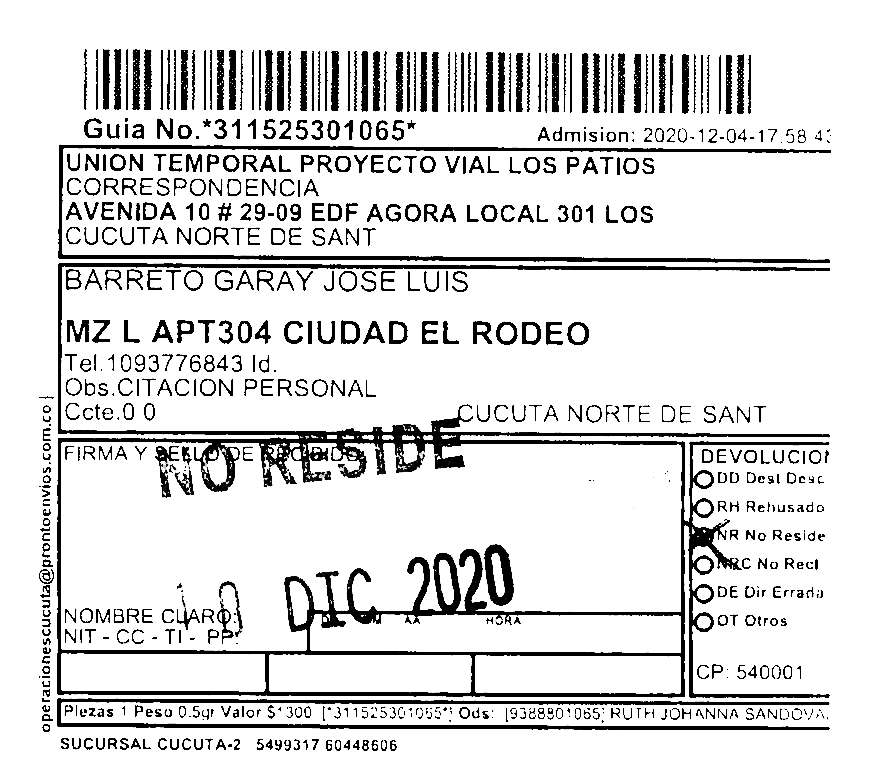 Guia No.*311525301065*
Admision: 2020-12-04-17.58 43
UNION TEMPORAL PROYECTO VIAL LOS PATIOS
CORRESPONDENCIA
AVENIDA 10 # 29-09 EDF AGORA LOCAL 301 LOS
CUCUTA NORTE DE SANT
BARRETO GARAY JOSE LUIS
MZ L APT304 CIUDAD EL RODEO
Tel.1093776843 Id.
Obs.CITACION PERSONAL
Ccte.0 0
CUCUTA NORTE DE SANT
operacionescucuta@prontoenvios.com.co
FIRMA Y SELLO DE RECIBIDO
NO RESIDE
10 DIC 2020
NOMBRE CLARO:
NIT - CC - TI - PP:
AA HORA
DEVOLUCION
DD Dest Desc
RH Rehusado
NR No Reside
NRC No Recl
DE Dir Errada
OT Otros
CP: 540001
Piezas 1 Peso 0.5gr Valor $1300 [*311525301065*] Ods: [9388801065] RUTH JOHANNA SANDOVA
SUCURSAL CUCUTA-2 5499317 60448606